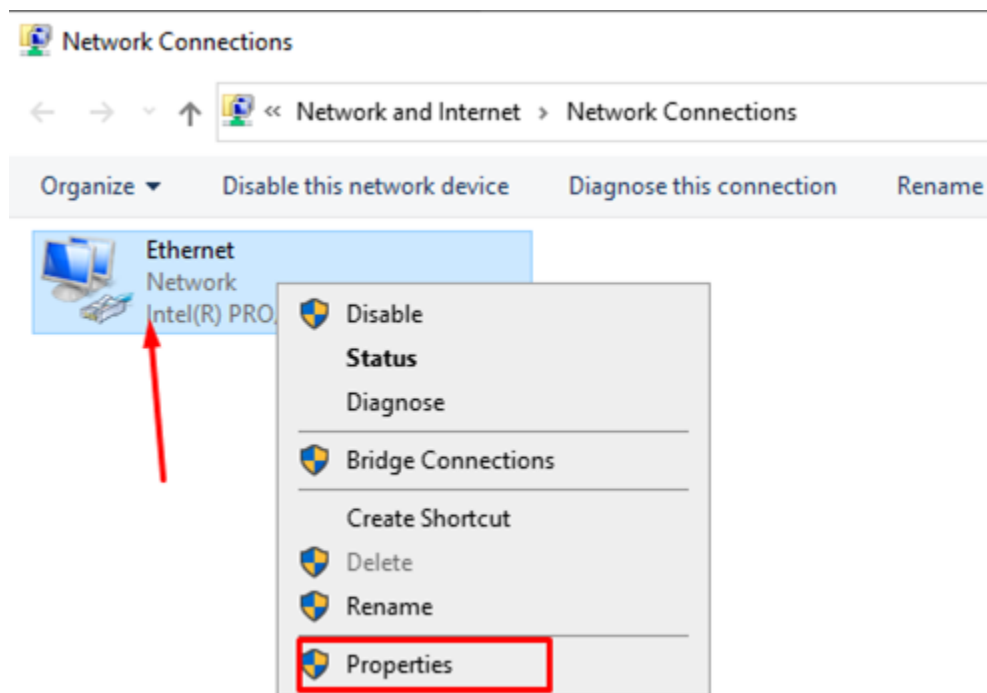 Network Connections
« Network and Internet > Network Connections
Organize Disable this network device Diagnose this connection Rename
Ethernet
Network
Intel(R) PRO
Disable
Status
Diagnose
Bridge Connections
Create Shortcut
Delete
Rename
Properties